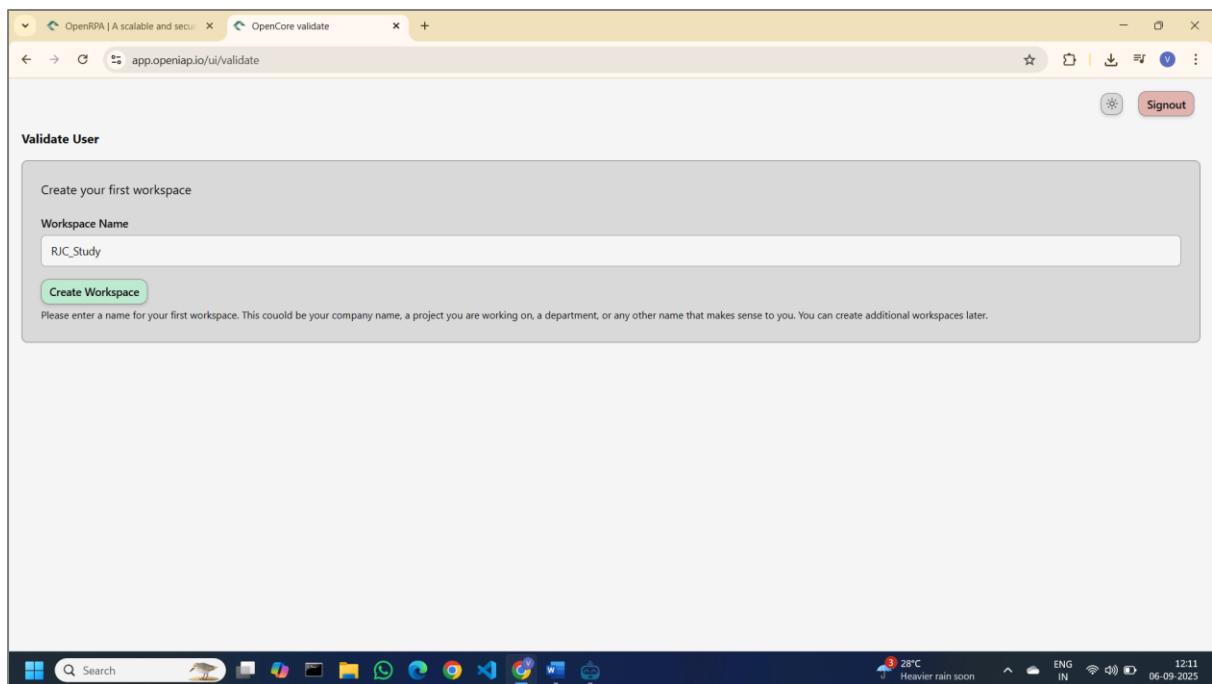 OpenRPA | A scalable and secu
OpenCore validate
app.openiap.io/ui/validate
V
Signout
Validate User
Create your first workspace
Workspace Name
RJC_Study
Create Workspace
Please enter a name for your first workspace. This couold be your company name, a project you are working on, a department, or any other name that makes sense to you. You can create additional workspaces later.
Search
3
28°C
Heavier rain soon
ENG
IN
12:11
06-09-2025